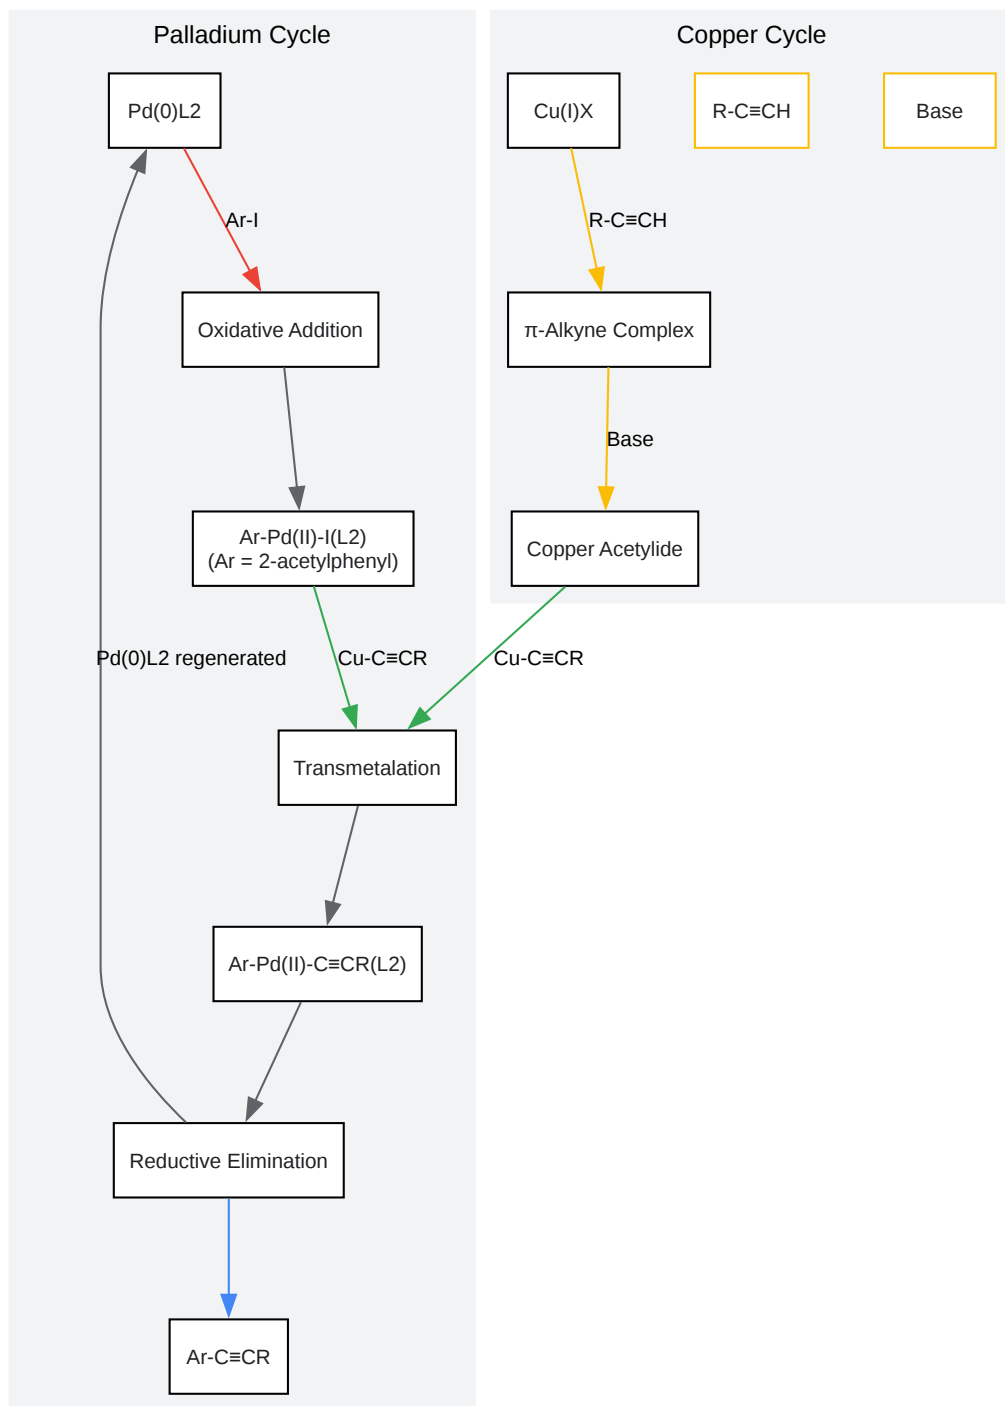 Palladium Cycle
Pd(0)L2
Ar-I
Oxidative Addition
Ar-Pd(II)-I(L2)
(Ar = 2-acetylphenyl)
Pd(0)L2 regenerated
Cu-C≡CR
Transmetalation
Ar-Pd(II)-C≡CR(L2)
Reductive Elimination
Ar-C≡CR
Copper Cycle
Cu(I)X
R-C≡CH
Base
R-C≡CH
π-Alkyne Complex
Base
Copper Acetylide
Cu-C≡CR